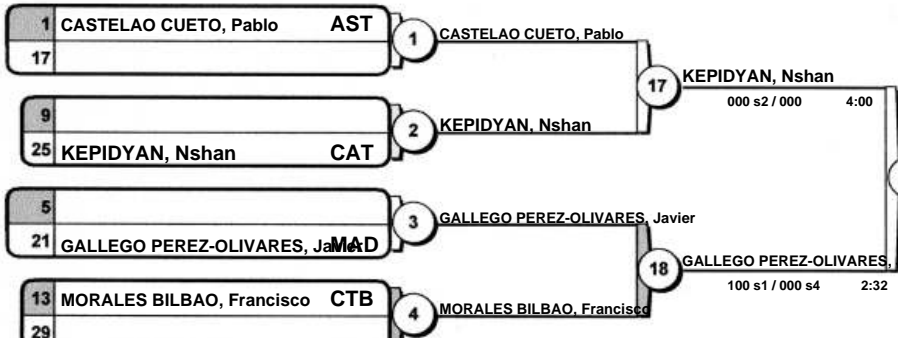 1 CASTELAO CUETO, Pablo AST
17
1 CASTELAO CUETO, Pablo
9
25 KEPIDYAN, Nshan CAT
2 KEPIDYAN, Nshan
17 KEPIDYAN, Nshan
000 s2 / 000 4:00
5
21 GALLEGO PEREZ-OLIVARES, Javier MAD
3 GALLEGO PEREZ-OLIVARES, Javier
13 MORALES BILBAO, Francisco CTB
29
4 MORALES BILBAO, Francisco
18 GALLEGO PEREZ-OLIVARES,
100 s1 / 000 s4 2:32